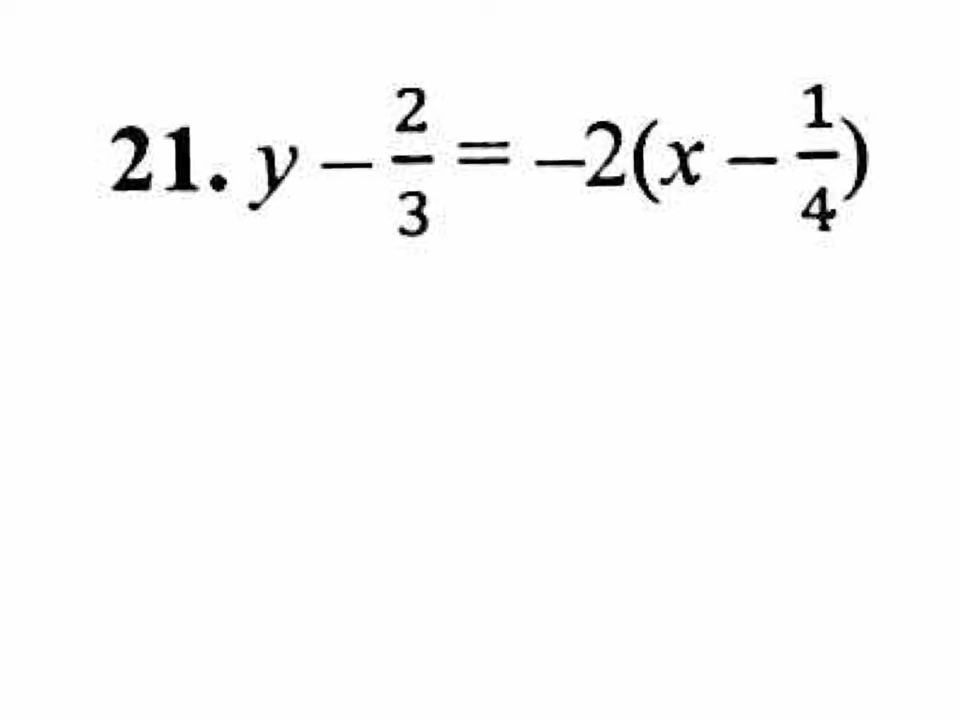 21. y – 2/3 = –2(x – 1/4)